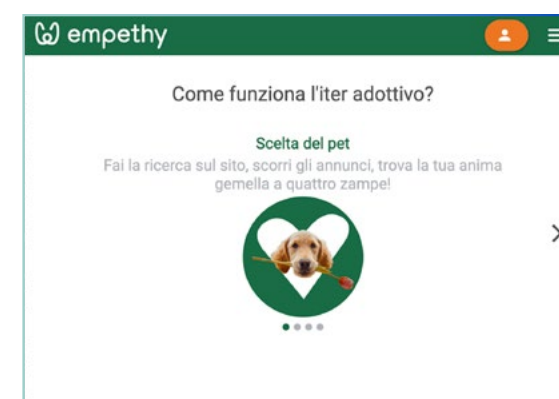 empethy
Come funziona l'iter adottivo?
Scelta del pet
Fai la ricerca sul sito, scorri gli annunci, trova la tua anima
gemella a quattro zampe!